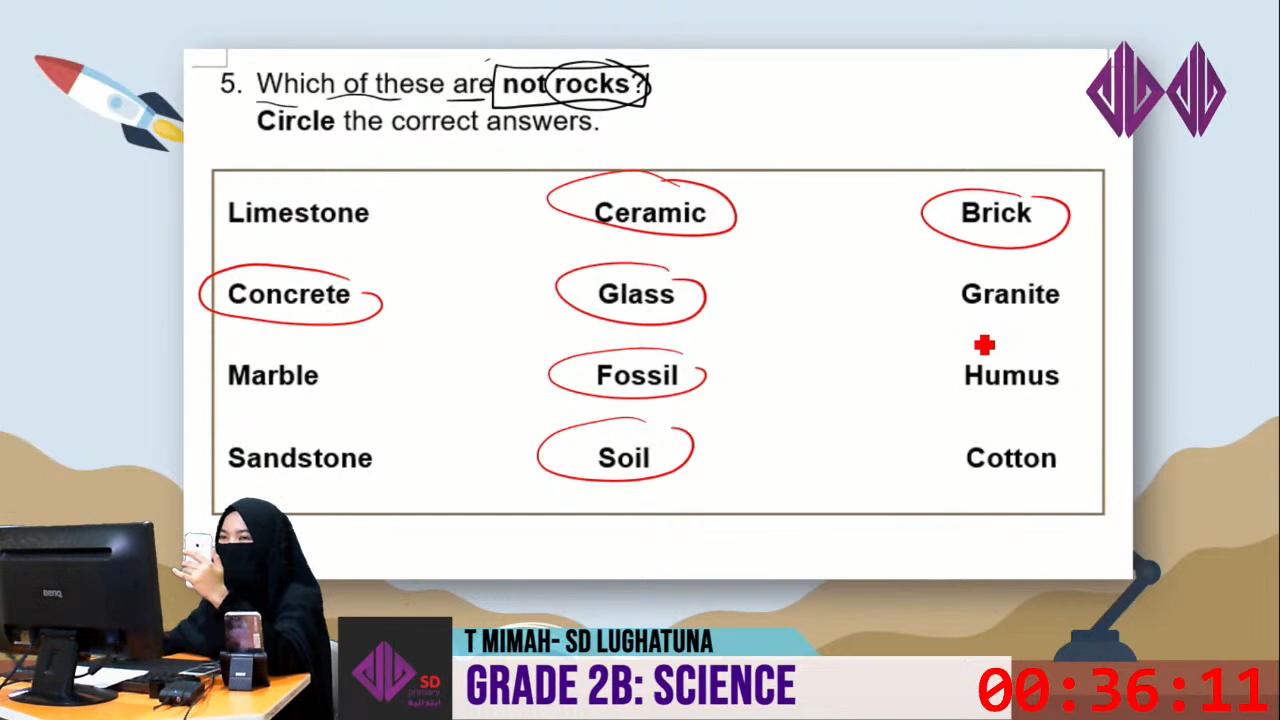 5. Which of these are not rocks?
Circle the correct answers.
Limestone Ceramic Brick
Concrete Glass Granite
Marble Fossil Humus
Sandstone Soil Cotton
BENQ
T MIMAH- SD LUGHATUNA
SD
primary
ابتدائية
GRADE 2B: SCIENCE
00:36:11